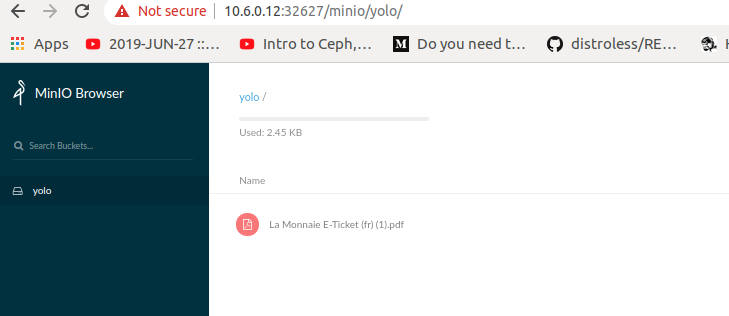 Not secure | 10.6.0.12:32627/minio/yolo/
Apps 2019-JUN-27 ::... Intro to Ceph,... M Do you need t... distroless/RE...
MinIO Browser
yolo /
Used: 2.45 KB
Search Buckets...
Name
yolo
La Monnaie E-Ticket (fr) (1).pdf